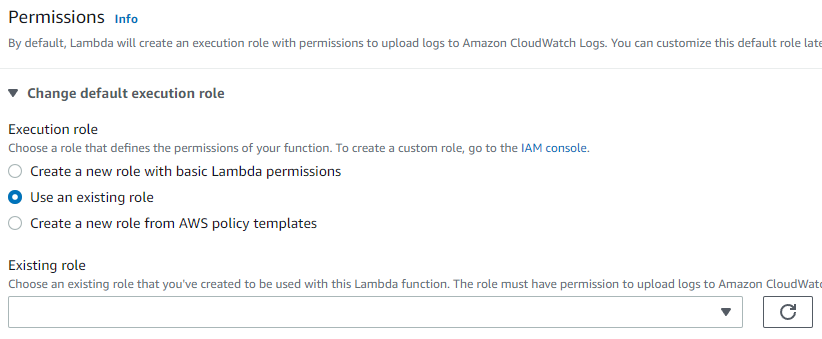 Permissions Info
By default, Lambda will create an execution role with permissions to upload logs to Amazon CloudWatch Logs. You can customize this default role
Change default execution role
Execution role
Choose a role that defines the permissions of your function. To create a custom role, go to the IAM console.
Create a new role with basic Lambda permissions
Use an existing role
Create a new role from AWS policy templates
Existing role
Choose an existing role that you've created to be used with this Lambda function. The role must have permission to upload logs to Amazon